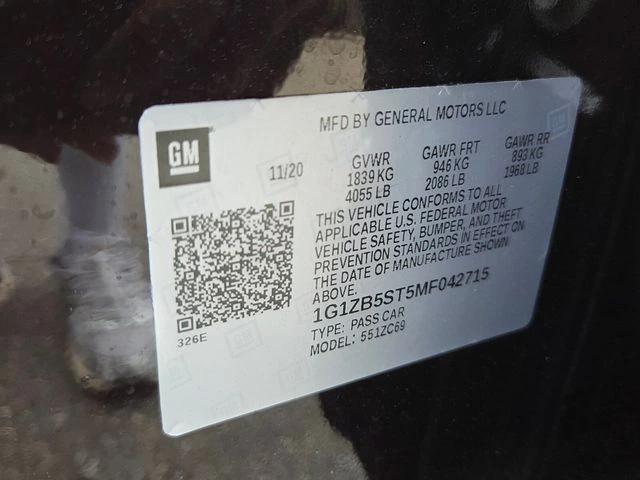 MFD BY GENERAL MOTORS LLC
GM
11/20
GVWR GAWR FRT GAWR RR
1839 KG 946 KG 893 KG
4055 LB 2086 LB 1968 LB
THIS VEHICLE CONFORMS TO ALL
APPLICABLE U.S. FEDERAL MOTOR
VEHICLE SAFETY, BUMPER, AND THEFT
PREVENTION STANDARDS IN EFFECT ON
THE DATE OF MANUFACTURE SHOWN
ABOVE.
1G1ZB5ST5MF042715
TYPE: PASS CAR
MODEL: 551ZC69
326E